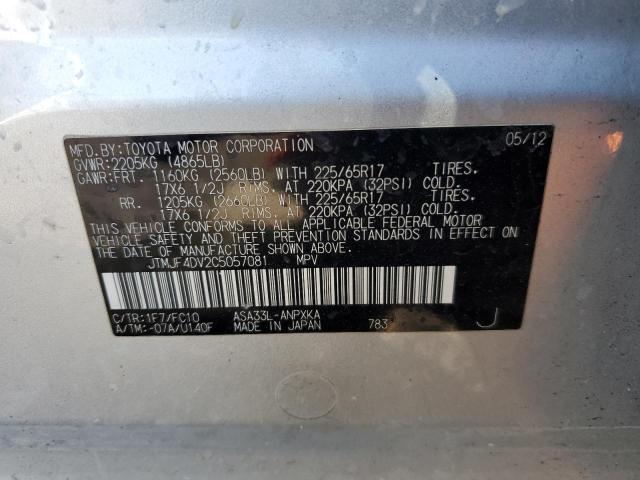 MFD.BY:TOYOTA MOTOR CORPORATION 05/12
GVWR:2205KG (4865LB)
GAWR:FRT. 1160KG (2560LB) WITH 225/65R17 TIRES.
17X6 1/2J RIMS. AT 220KPA (32PSI) COLD.
RR. 1205KG (2660LB) WITH 225/65R17 TIRES.
17X6 1/2J RIMS. AT 220KPA (32PSI) COLD.
THIS VEHICLE CONFORMS TO ALL APPLICABLE FEDERAL MOTOR
VEHICLE SAFETY AND THEFT PREVENTION STANDARDS IN EFFECT ON
THE DATE OF MANUFACTURE SHOWN ABOVE.
JTMJF4DV2C5057081 MPV
C/TR:1F7/FC10 ASA33L-ANPXKA
A/TM:-07A/U140F MADE IN JAPAN 783 J